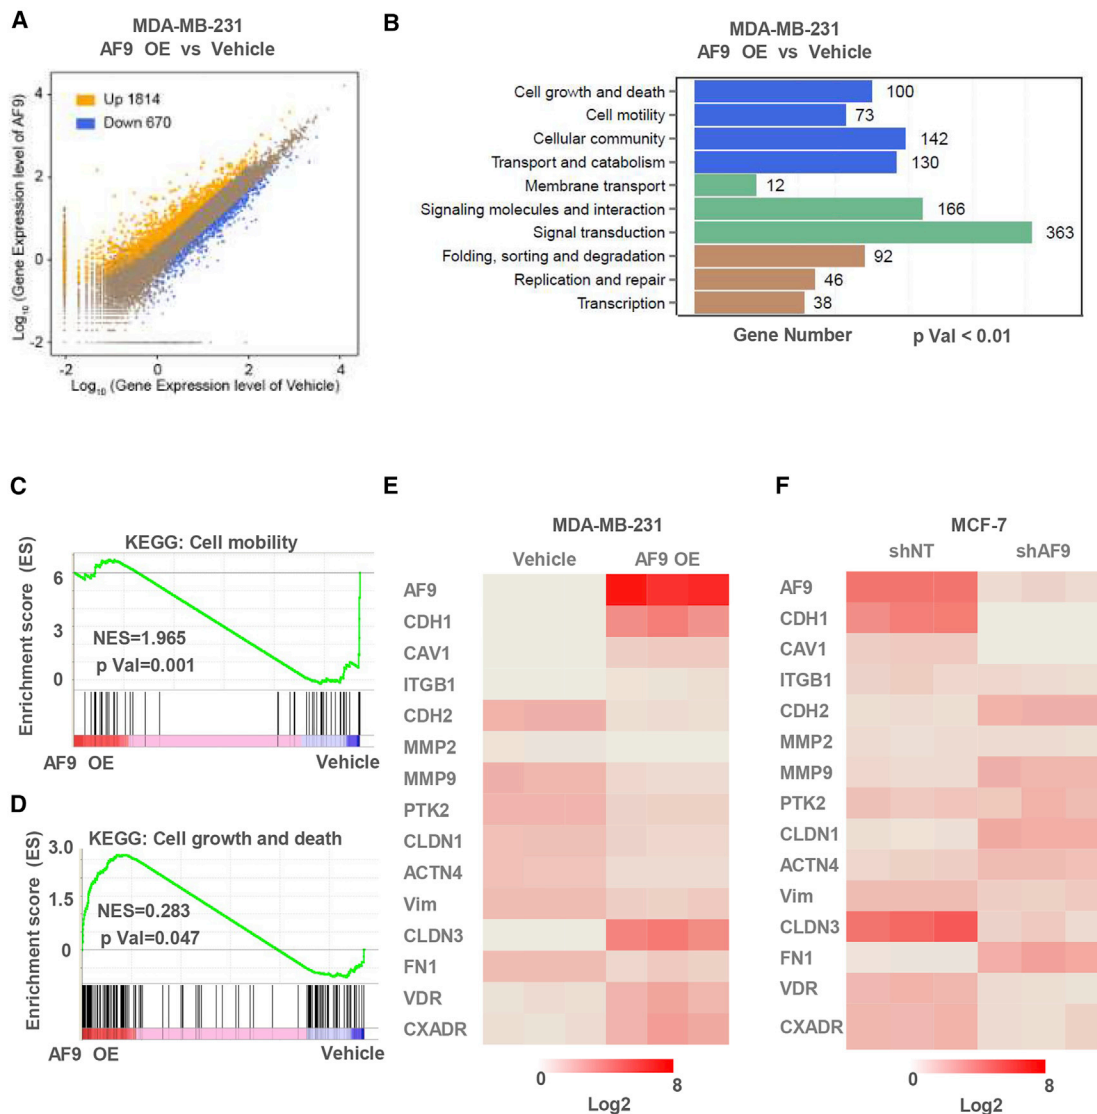 A
MDA-MB-231
AF9 OE vs Vehicle
Up 1814
Down 670
Log10 (Gene Expression level of AF9)
4
2
0
-2
-2 0 2 4
Log10 (Gene Expression level of Vehicle)
B
MDA-MB-231
AF9 OE vs Vehicle
Cell growth and death 100
Cell motility 73
Cellular community 142
Transport and catabolism 130
Membrane transport 12
Signaling molecules and interaction 166
Signal transduction 363
Folding, sorting and degradation 92
Replication and repair 46
Transcription 38
Gene Number p Val < 0.01
C
KEGG: Cell mobility
Enrichment score (ES)
6
3
0
NES=1.965
p Val=0.001
AF9 OE Vehicle
D
KEGG: Cell growth and death
Enrichment score (ES)
3.0
1.5
0
NES=0.283
p Val=0.047
AF9 OE Vehicle
E
MDA-MB-231
Vehicle AF9 OE
AF9
CDH1
CAV1
ITGB1
CDH2
MMP2
MMP9
PTK2
CLDN1
ACTN4
Vim
CLDN3
FN1
VDR
CXADR
0 8
Log2
F
MCF-7
shNT shAF9
AF9
CDH1
CAV1
ITGB1
CDH2
MMP2
MMP9
PTK2
CLDN1
ACTN4
Vim
CLDN3
FN1
VDR
CXADR
0 8
Log2